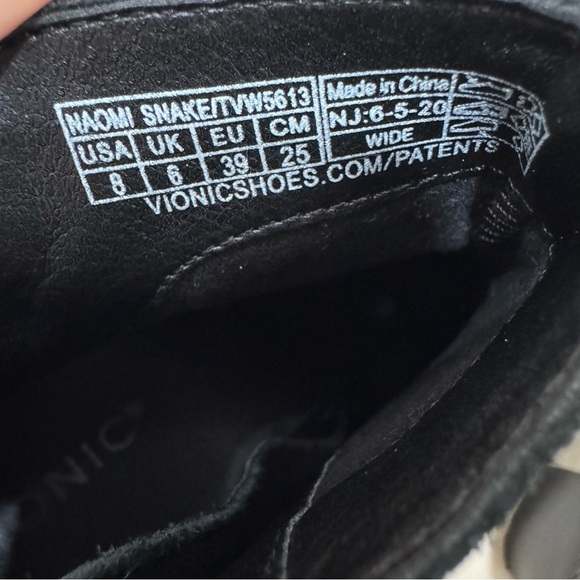 NAOMI SNAKE/TVW5613
USA UK EU CM
8 6 39 25
Made in China
NJ:6-5-20
WIDE
VIONICSHOES.COM/PATENTS
ONIC®